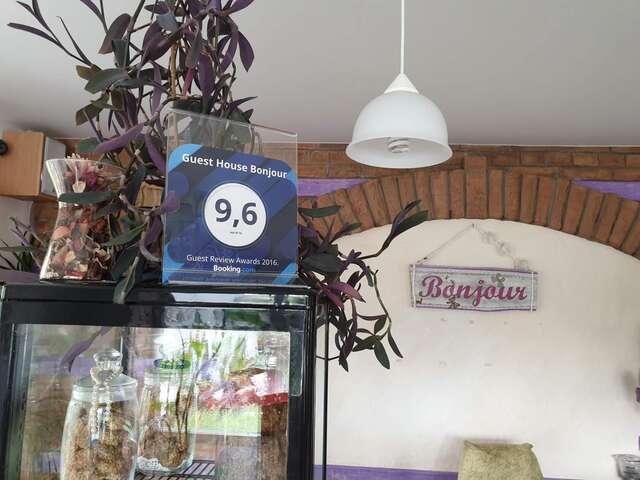 Guest House Bonjour
9,6
Guest Review Awards 2016.
Booking.com
Bonjour